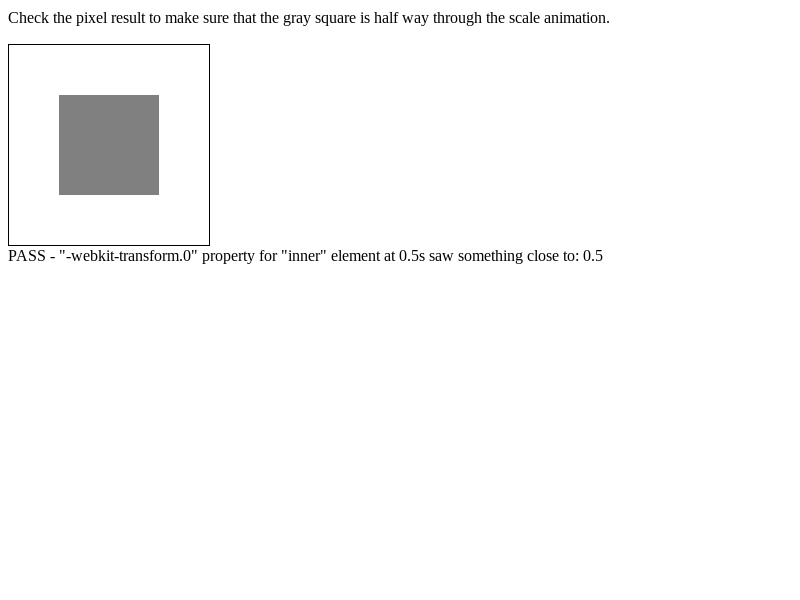 Check the pixel result to make sure that the gray square is half way through the scale animation.
PASS - "-webkit-transform.0" property for "inner" element at 0.5s saw something close to: 0.5